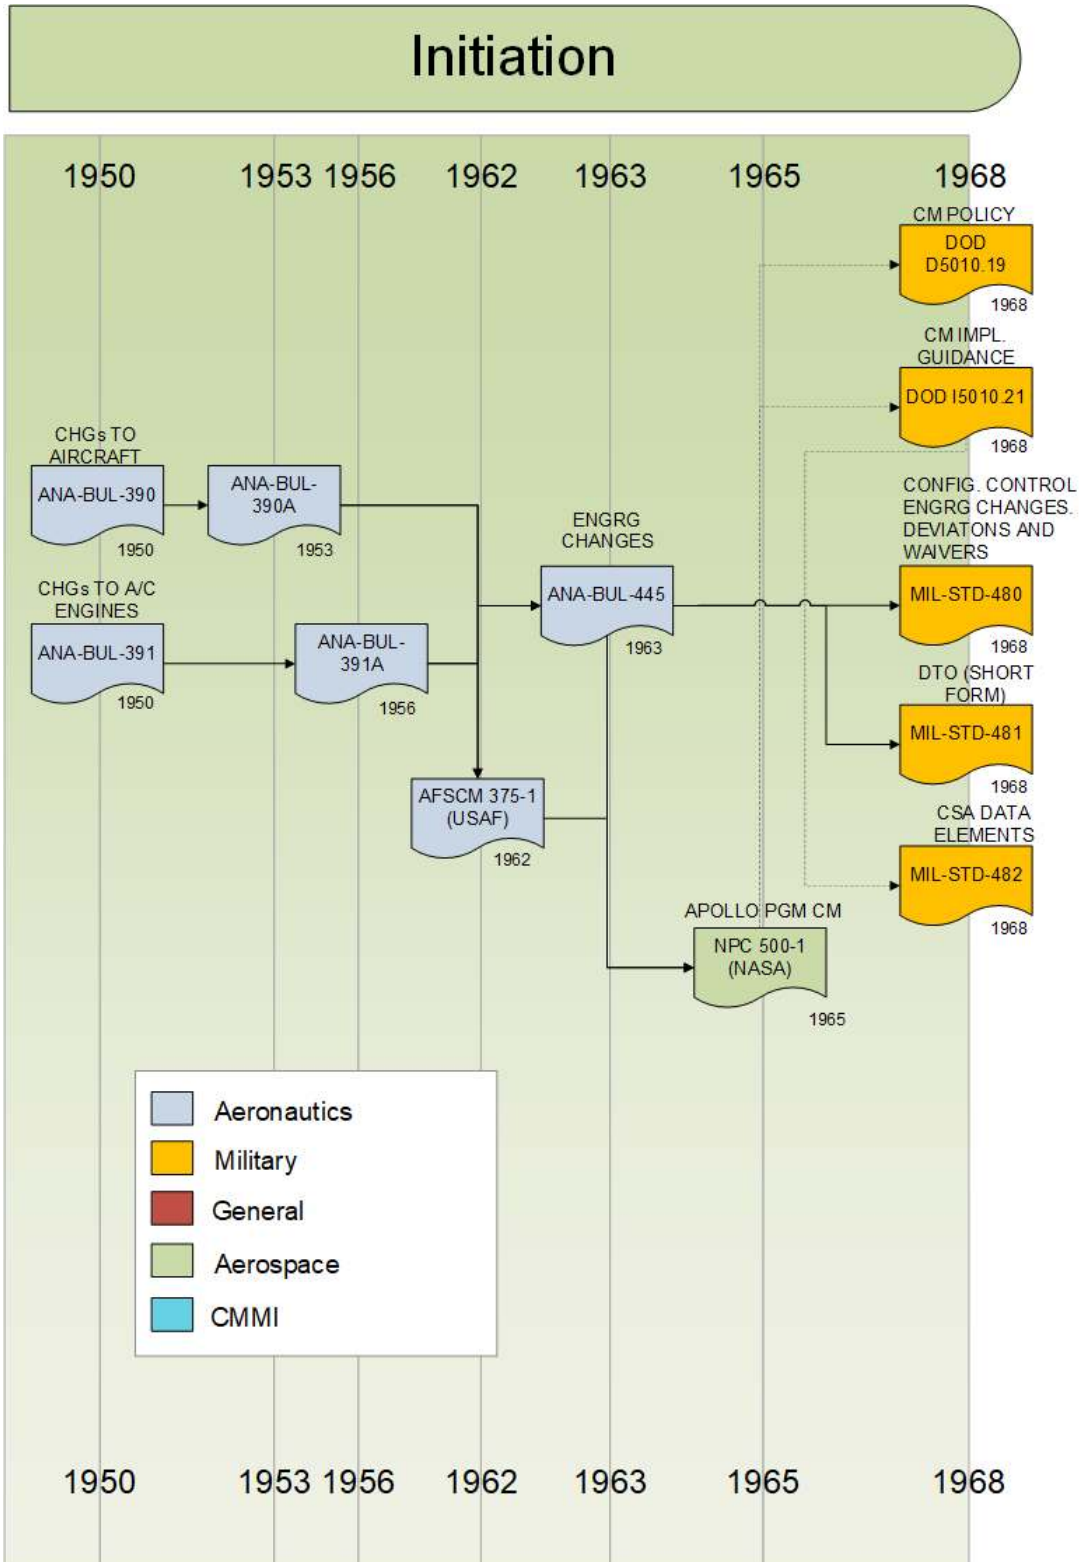 Initiation
1950 1953 1956 1962 1963 1965 1968
CM POLICY
DOD
D5010.19
1968
CM IMPL.
GUIDANCE
DOD I5010.21
1968
CHGs TO
AIRCRAFT
ANA-BUL-390
1950
ANA-BUL-
390A
1953
ENGRG
CHANGES
ANA-BUL-445
1963
CONFIG. CONTROL
ENGRG CHANGES.
DEVIATONS AND
WAIVERS
MIL-STD-480
1968
CHGs TO A/C
ENGINES
ANA-BUL-391
1950
ANA-BUL-
391A
1956
DTO (SHORT
FORM)
MIL-STD-481
1968
AFSCM 375-1
(USAF)
1962
CSA DATA
ELEMENTS
MIL-STD-482
1968
APOLLO PGM CM
NPC 500-1
(NASA)
1965
Aeronautics
Military
General
Aerospace
CMMI
1950 1953 1956 1962 1963 1965 1968